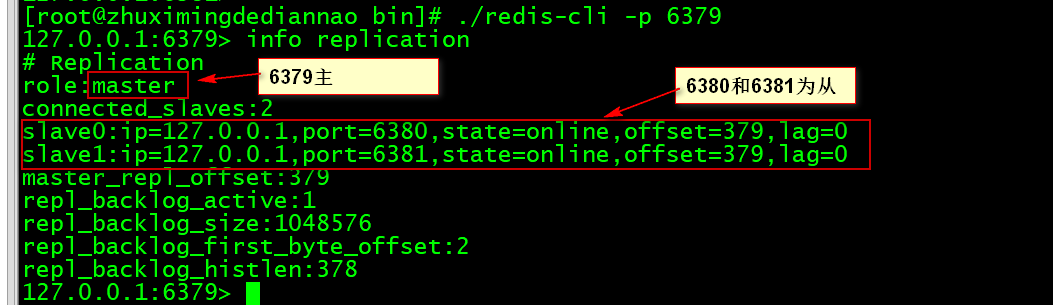 [root@zhuximingdediannao bin]# ./redis-cli -p 6379
127.0.0.1:6379> info replication
# Replication
role:master
6379主
6380和6381为从
connected_slaves:2
slave0:ip=127.0.0.1,port=6380,state=online,offset=379,lag=0
slave1:ip=127.0.0.1,port=6381,state=online,offset=379,lag=0
master_repl_offset:379
repl_backlog_active:1
repl_backlog_size:1048576
repl_backlog_first_byte_offset:2
repl_backlog_histlen:378
127.0.0.1:6379>